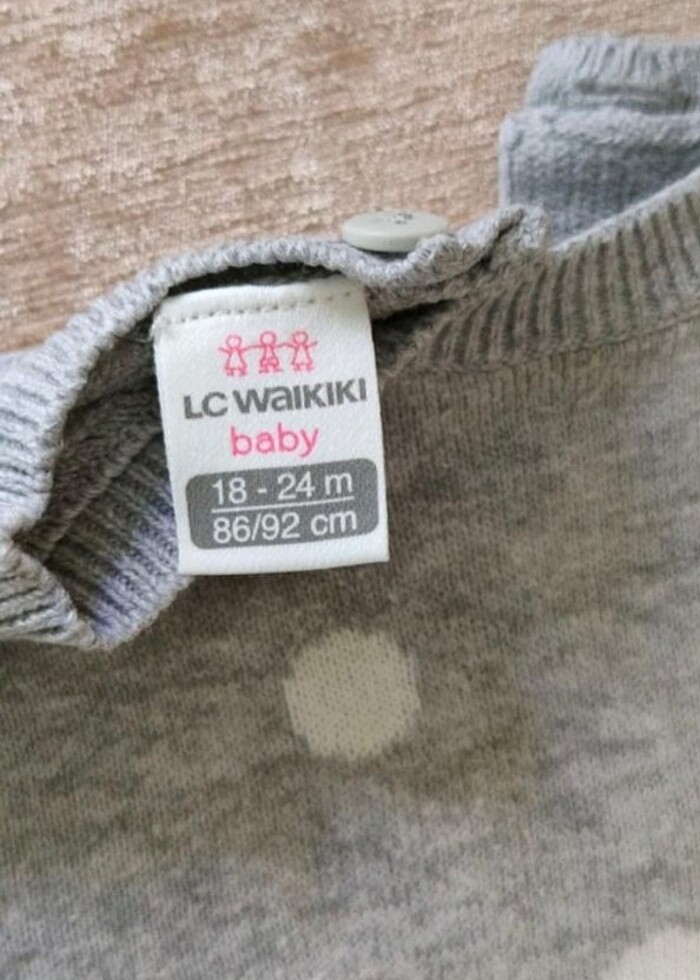 LC WAIKIKI
baby
18 - 24 m
86/92 cm